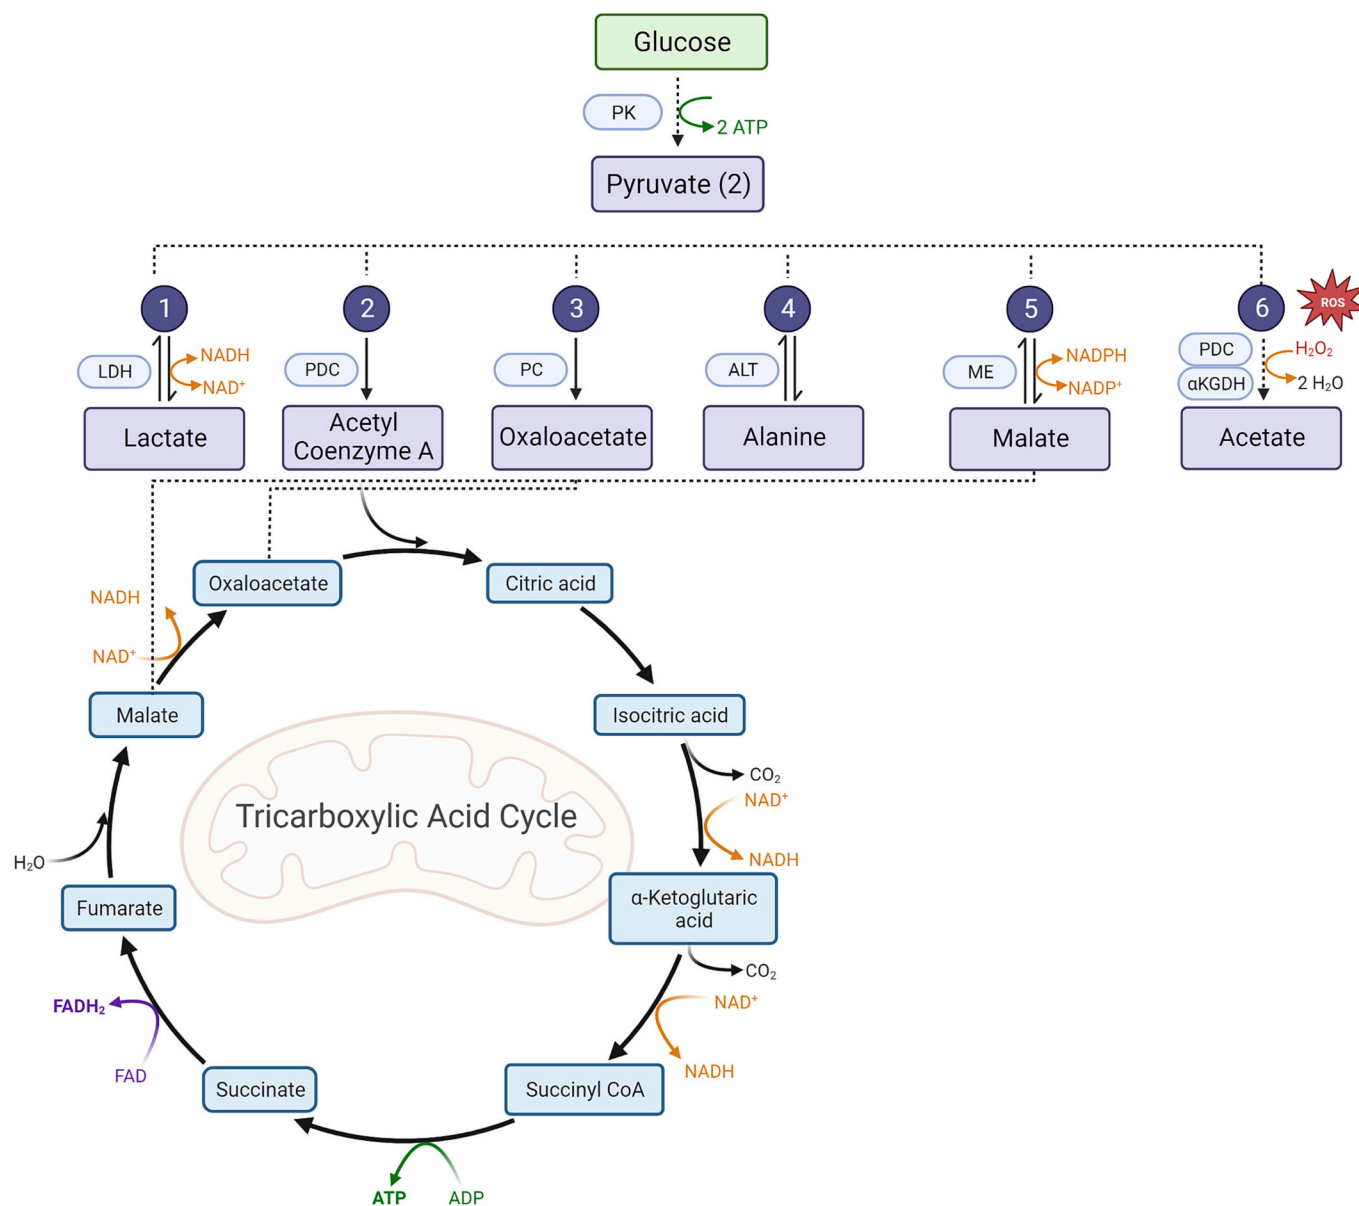 Glucose
PK
2 ATP
Pyruvate (2)
1
2
3
4
5
6
ROS
LDH
NADH
NAD⁺
PDC
PC
ALT
ME
NADPH
NADP⁺
PDC
αKGDH
H₂O₂
2 H₂O
Lactate
Acetyl
Coenzyme A
Oxaloacetate
Alanine
Malate
Acetate
Oxaloacetate
Citric acid
NADH
NAD⁺
Malate
Isocitric acid
CO₂
NAD⁺
NADH
Tricarboxylic Acid Cycle
H₂O
Fumarate
α-Ketoglutaric
acid
CO₂
NAD⁺
NADH
FADH₂
FAD
Succinate
Succinyl CoA
ATP
ADP